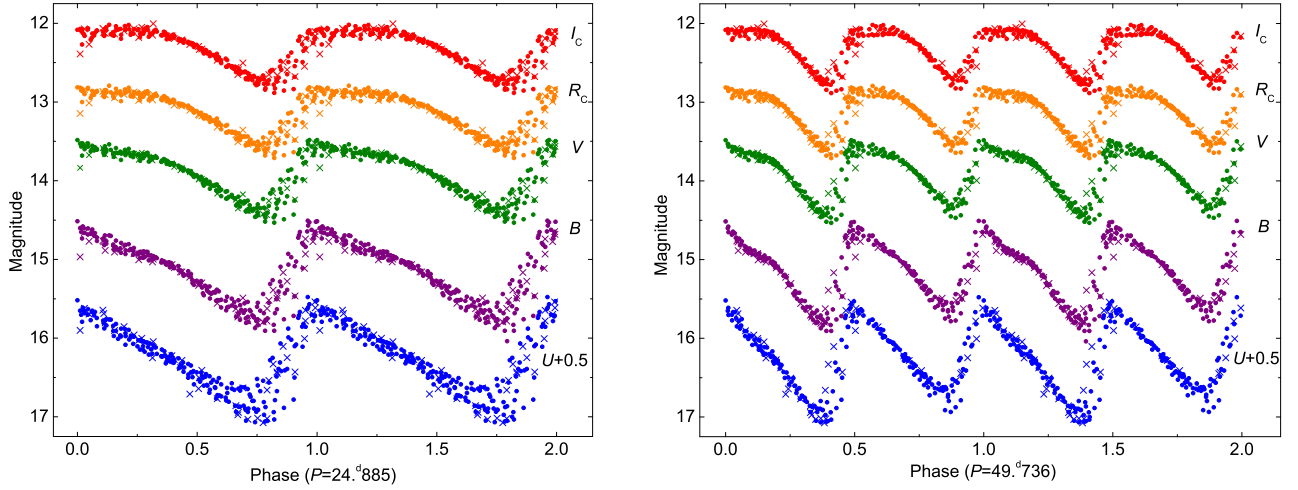 12
13
14
15
16
17
Magnitude
I_C
R_C
V
B
U+0.5
0.0
0.5
1.0
1.5
2.0
Phase (P=24.ᵈ885)
12
13
14
15
16
17
Magnitude
I_C
R_C
V
B
U+0.5
0.0
0.5
1.0
1.5
2.0
Phase (P=49.ᵈ736)